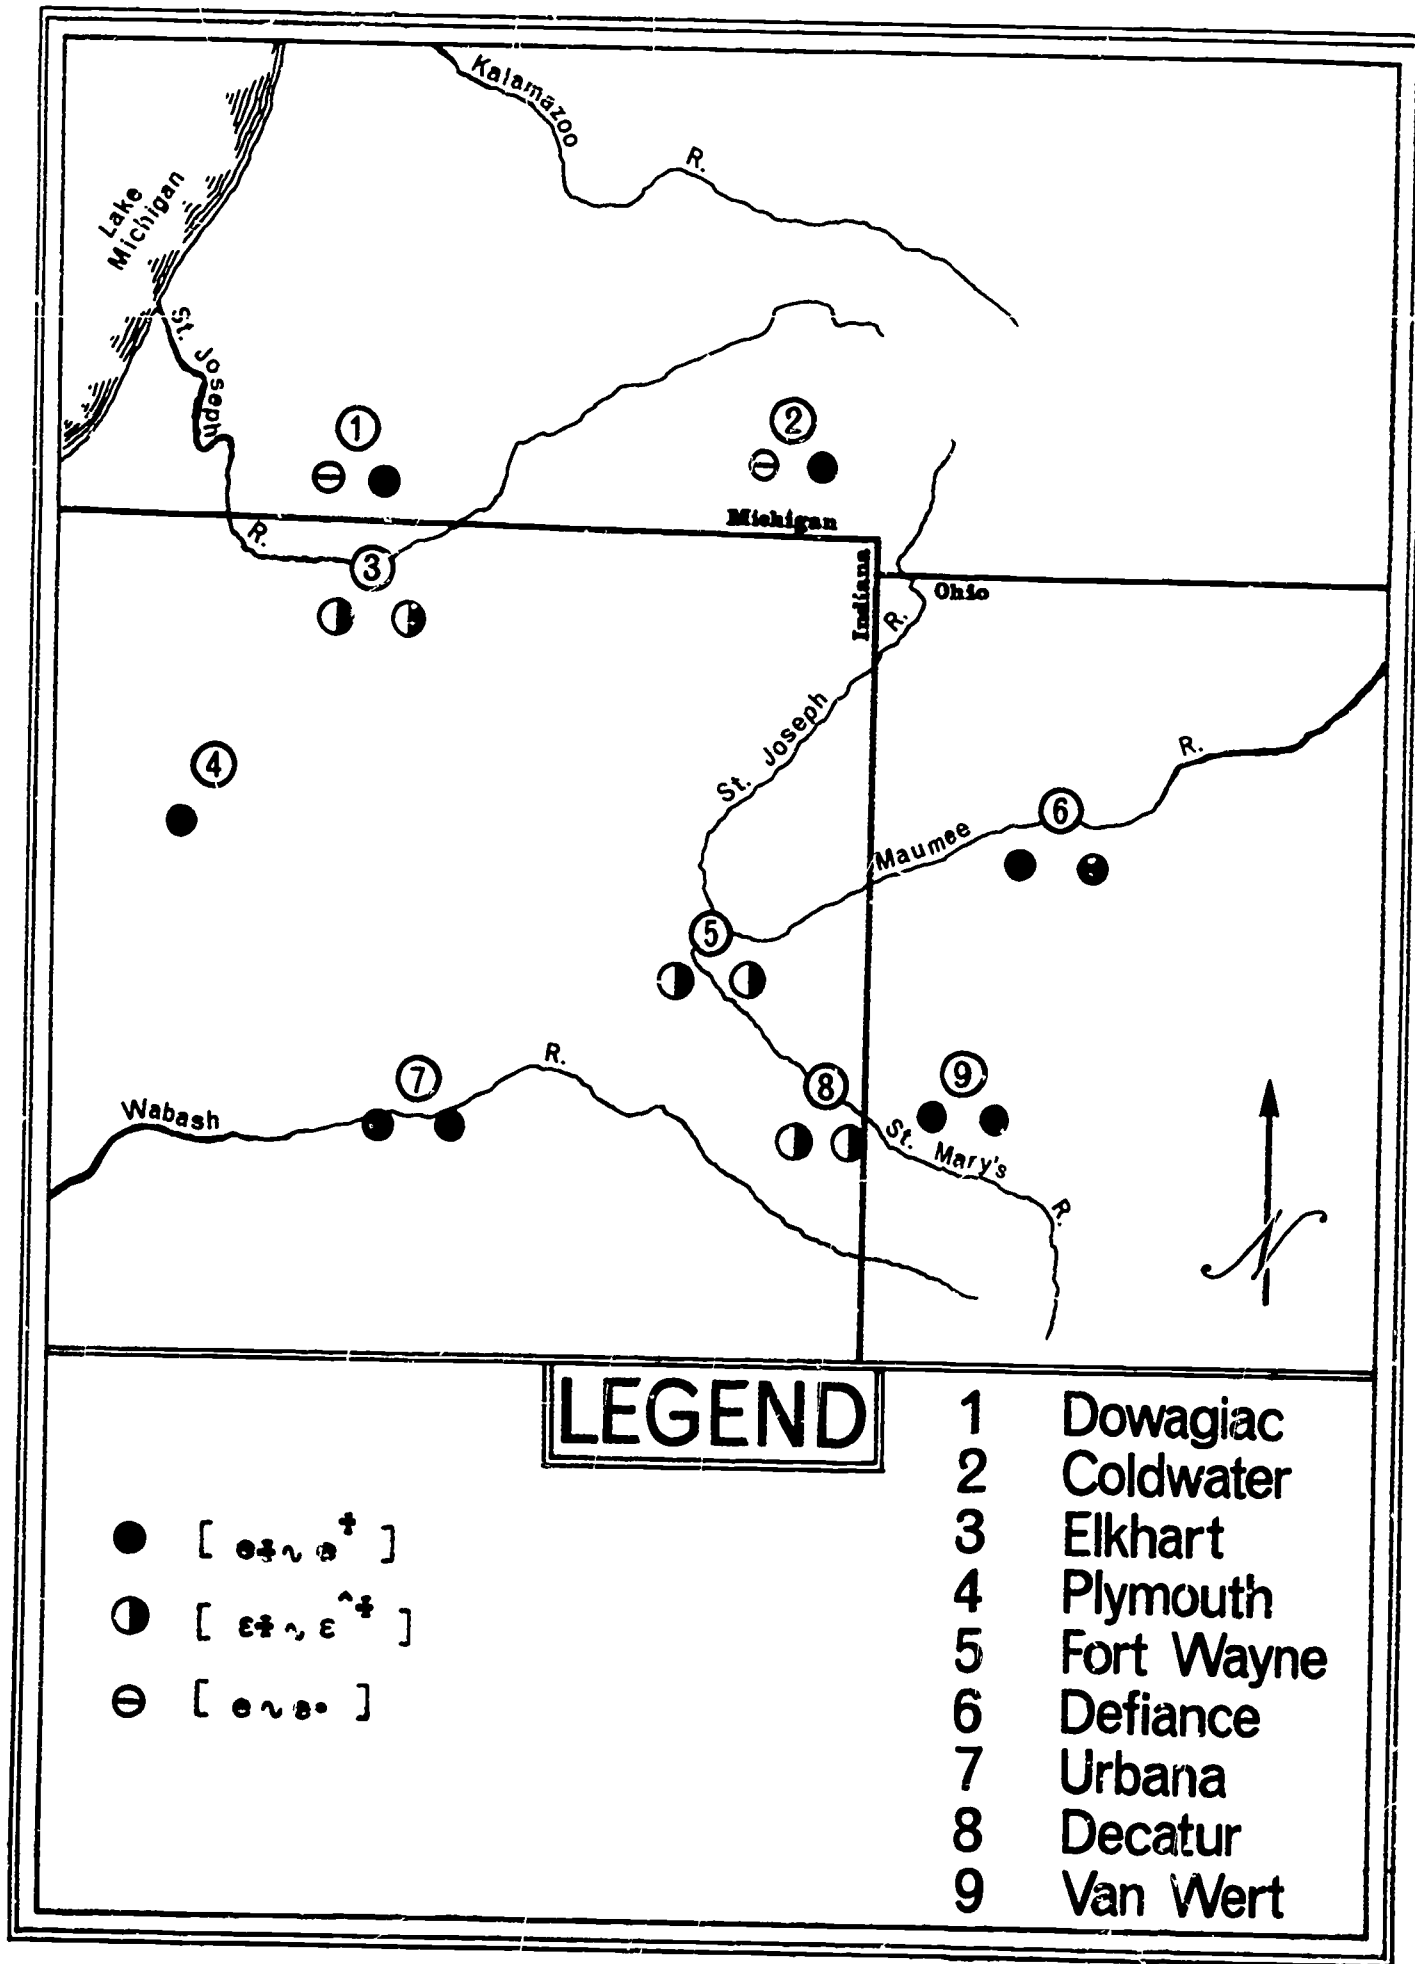 Kalamazoo
R.
Lake
Michigan
St. Joseph
R.
1
2
Michigan
Indiana
Ohio
3
R.
St. Joseph
4
R.
6
Maumee
5
R.
7
8
9
Wabash
St. Mary's
R.
LEGEND
1 Dowagiac
2 Coldwater
3 Elkhart
4 Plymouth
5 Fort Wayne
6 Defiance
7 Urbana
8 Decatur
9 Van Wert